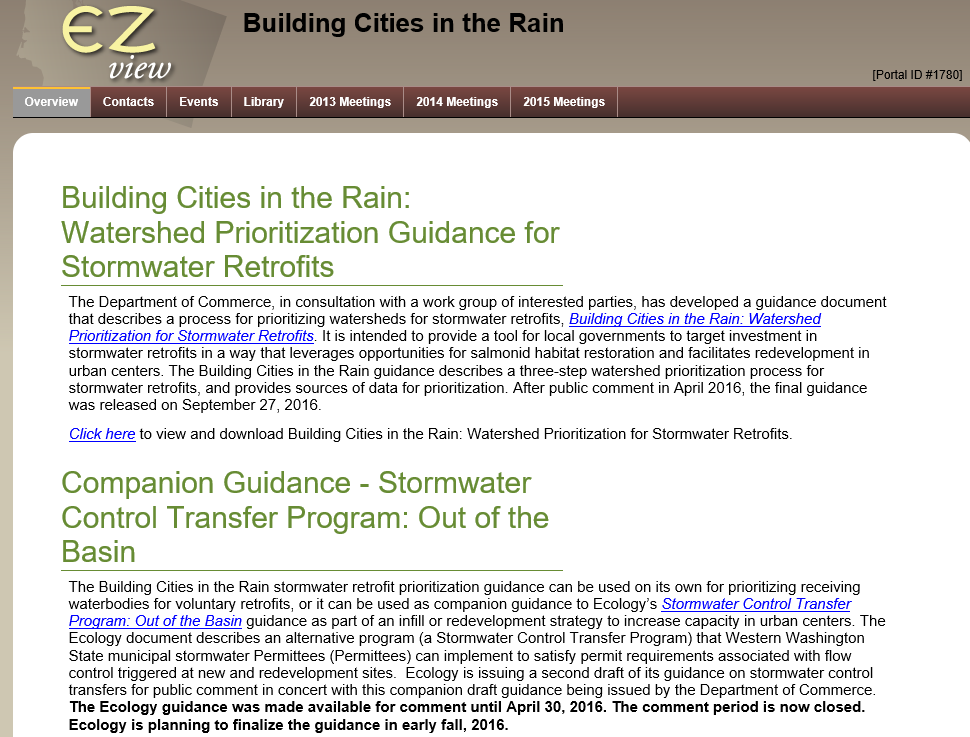 EZ
view
Building Cities in the Rain
[Portal ID #1780]
Overview Contacts Events Library 2013 Meetings 2014 Meetings 2015 Meetings
Building Cities in the Rain:
Watershed Prioritization Guidance for
Stormwater Retrofits
The Department of Commerce, in consultation with a work group of interested parties, has developed a guidance document
that describes a process for prioritizing watersheds for stormwater retrofits, Building Cities in the Rain: Watershed
Prioritization for Stormwater Retrofits. It is intended to provide a tool for local governments to target investment in
stormwater retrofits in a way that leverages opportunities for salmonid habitat restoration and facilitates redevelopment in
urban centers. The Building Cities in the Rain guidance describes a three-step watershed prioritization process for
stormwater retrofits, and provides sources of data for prioritization. After public comment in April 2016, the final guidance
was released on September 27, 2016.
Click here to view and download Building Cities in the Rain: Watershed Prioritization for Stormwater Retrofits.
Companion Guidance - Stormwater
Control Transfer Program: Out of the
Basin
The Building Cities in the Rain stormwater retrofit prioritization guidance can be used on its own for prioritizing receiving
waterbodies for voluntary retrofits, or it can be used as companion guidance to Ecology's Stormwater Control Transfer
Program: Out of the Basin guidance as part of an infill or redevelopment strategy to increase capacity in urban centers. The
Ecology document describes an alternative program (a Stormwater Control Transfer Program) that Western Washington
State municipal stormwater Permittees (Permittees) can implement to satisfy permit requirements associated with flow
control triggered at new and redevelopment sites.  Ecology is issuing a second draft of its guidance on stormwater control
transfers for public comment in concert with this companion draft guidance being issued by the Department of Commerce.
The Ecology guidance was made available for comment until April 30, 2016. The comment period is now closed.
Ecology is planning to finalize the guidance in early fall, 2016.